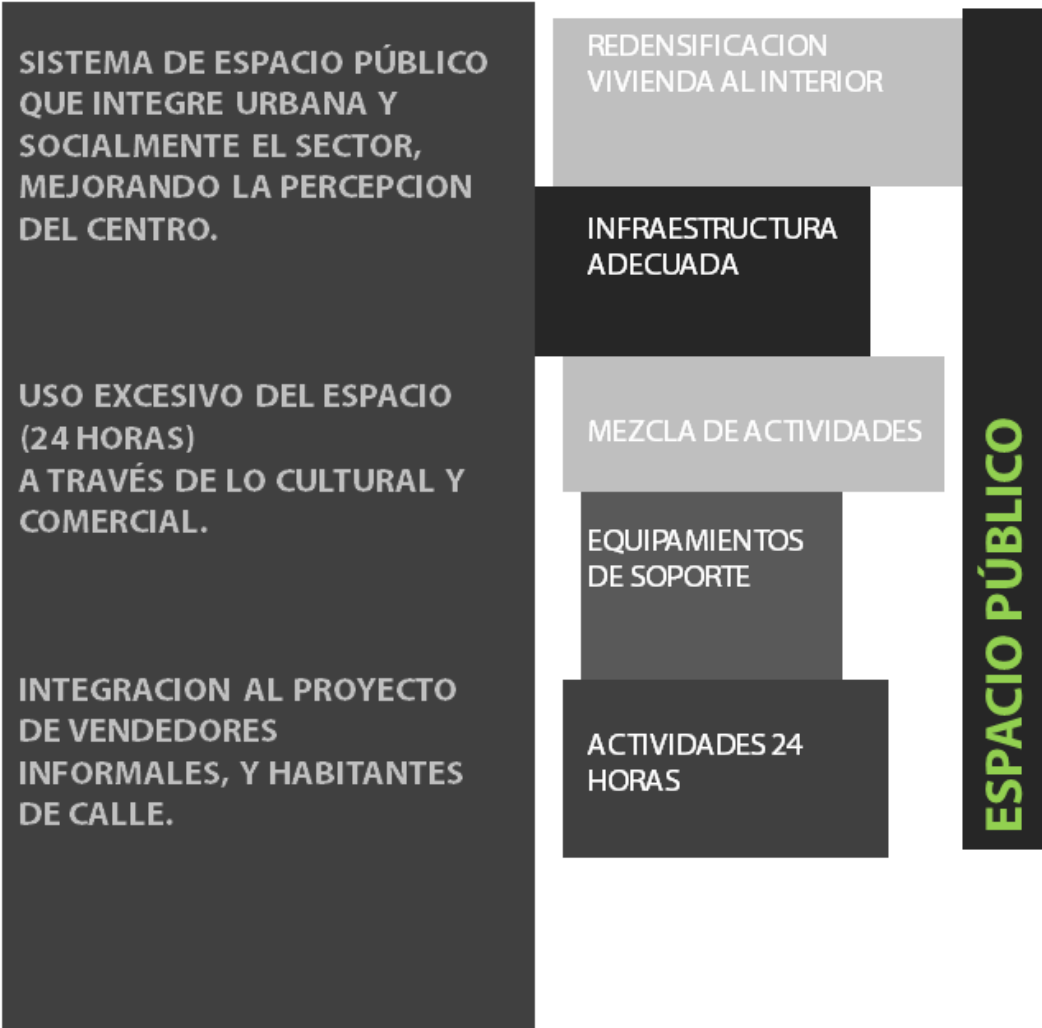 SISTEMA DE ESPACIO PÚBLICO
QUE INTEGRE URBANA Y
SOCIALMENTE EL SECTOR,
MEJORANDO LA PERCEPCION
DEL CENTRO.
USO EXCESIVO DEL ESPACIO
(24 HORAS)
A TRAVÉS DE LO CULTURAL Y
COMERCIAL.
INTEGRACION AL PROYECTO
DE VENDEDORES
INFORMALES, Y HABITANTES
DE CALLE.
REDENSIFICACION
VIVIENDA AL INTERIOR
INFRAESTRUCTURA
ADECUADA
MEZCLA DE ACTIVIDADES
EQUIPAMIENTOS
DE SOPORTE
ACTIVIDADES 24
HORAS
ESPACIO PÚBLICO